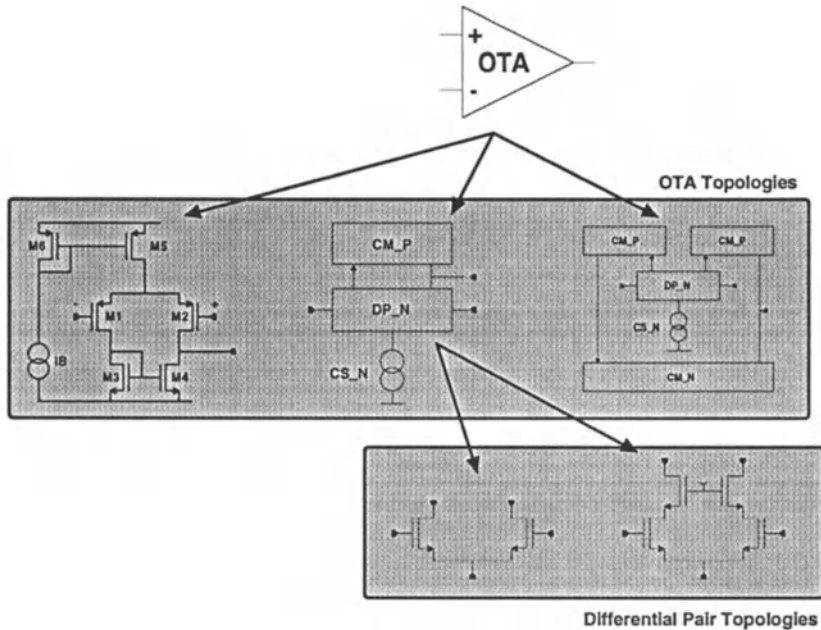 +
OTA
-
OTA Topologies
M6
M5
-
M1
M2
+
IB
M3
M4
CM_P
DP_N
CS_N
CM_P
CM_P
DP_N
CS_N
CM_N
Differential Pair Topologies